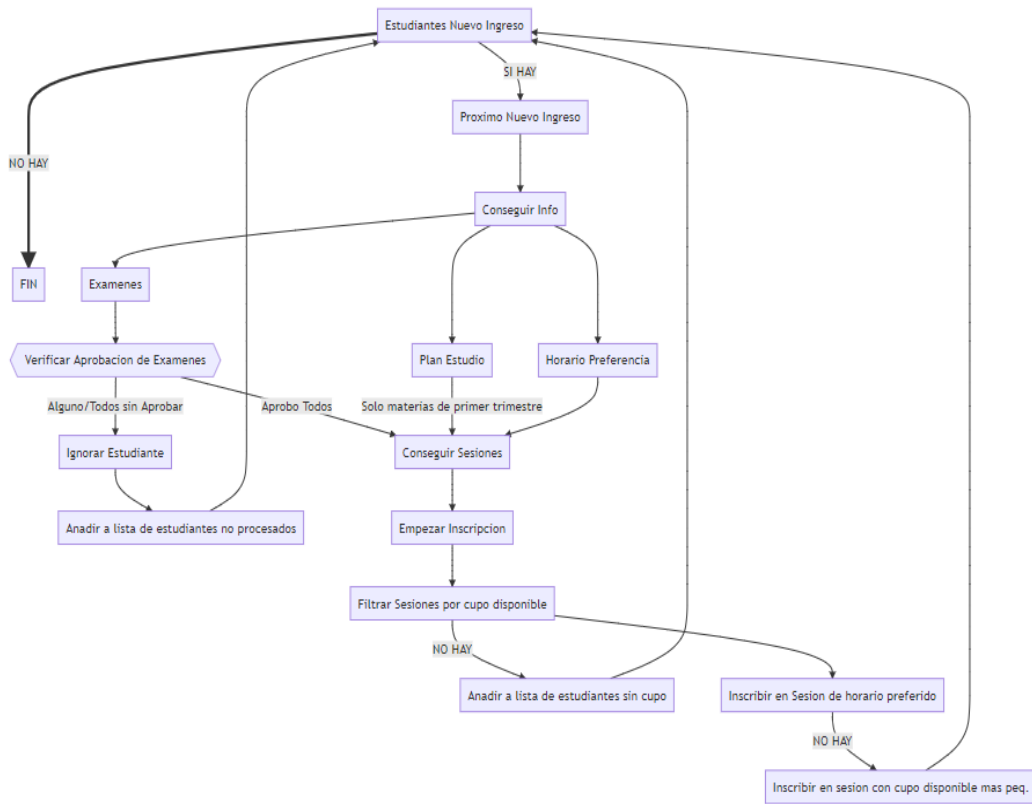 Estudiantes Nuevo Ingreso
SI HAY
Proximo Nuevo Ingreso
NO HAY
Conseguir Info
FIN
Examenes
Verificar Aprobacion de Examenes
Plan Estudio
Horario Preferencia
Alguno/Todos sin Aprobar
Aprobo Todos
Solo materias de primer trimestre
Ignorar Estudiante
Conseguir Sesiones
Anadir a lista de estudiantes no procesados
Empezar Inscripcion
Filtrar Sesiones por cupo disponible
NO HAY
Anadir a lista de estudiantes sin cupo
Inscribir en Sesion de horario preferido
NO HAY
Inscribir en sesion con cupo disponible mas peq.